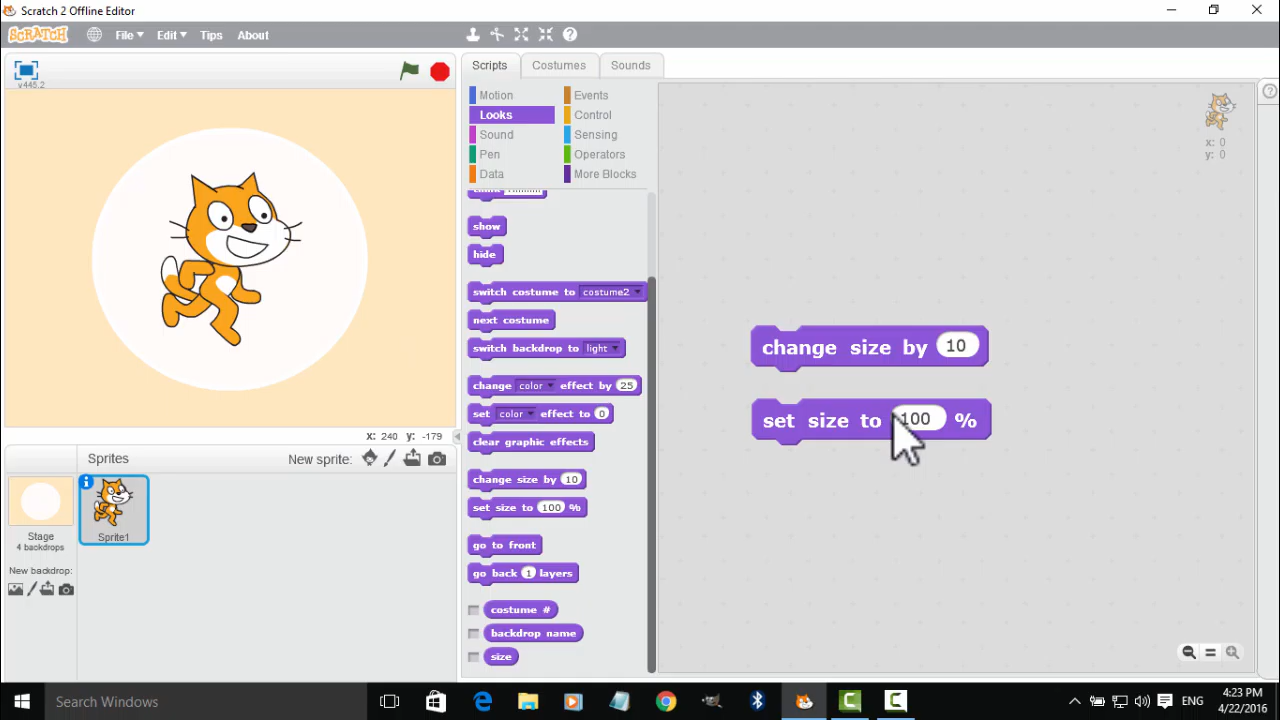 Scratch 2 Offline Editor
SCRATCH
File Edit Tips About
v445.2
Scripts Costumes Sounds
Motion Events
Looks Control
Sound Sensing
Pen Operators
Data More Blocks
show
hide
switch costume to costume2
next costume
switch backdrop to light
change color effect by 25
set color effect to 0
clear graphic effects
change size by 10
set size to 100 %
go to front
go back 1 layers
costume #
backdrop name
size
x: 0
y: 0
change size by 10
set size to 100 %
x: 240 y: -179
Sprites New sprite:
Stage
4 backdrops
New backdrop:
Sprite1
Search Windows
ENG
4:23 PM
4/22/2016